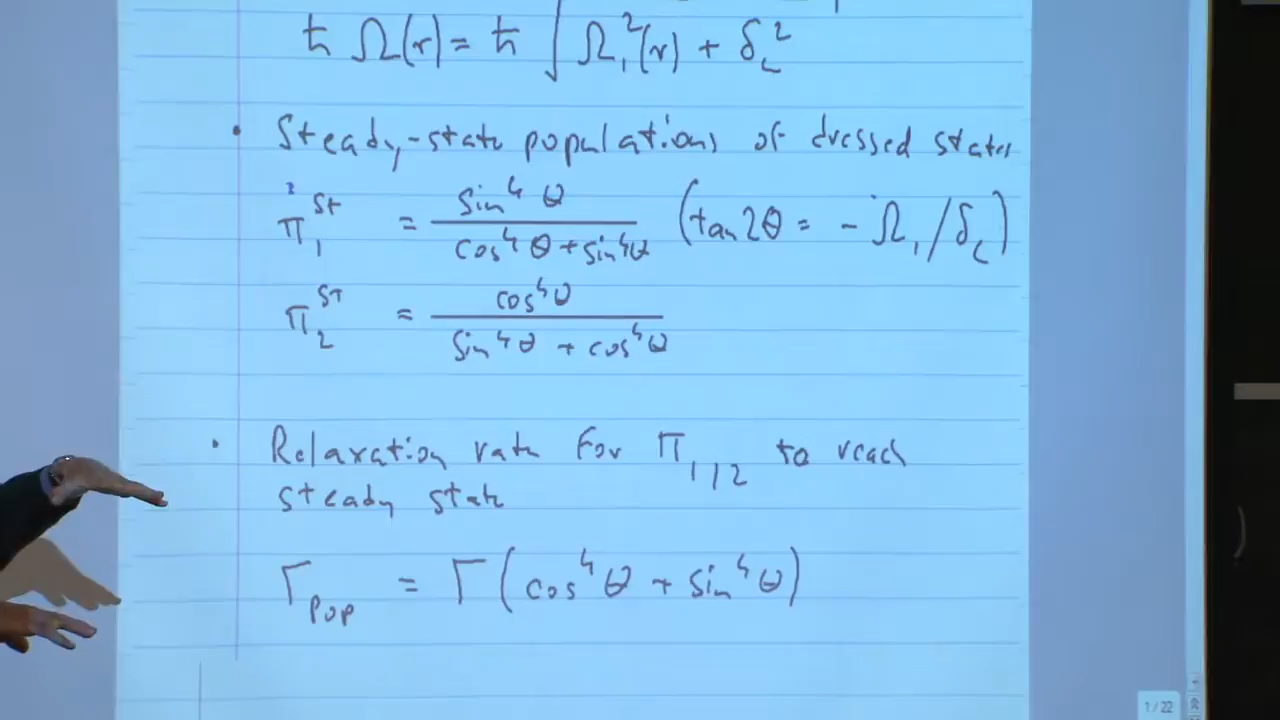 ħ Ω(r) = ħ √ Ω₁²(r) + δ_L²
• Steady-state populations of dressed states
π₁^st = sin⁴θ / (cos⁴θ + sin⁴θ) (tan 2θ = - Ω₁/δ_L)
π₂^st = cos⁴θ / (sin⁴θ + cos⁴θ)
• Relaxation rate for π_1,2 to reach
steady state
Γ_pop = Γ (cos⁴θ + sin⁴θ)
1 / 22